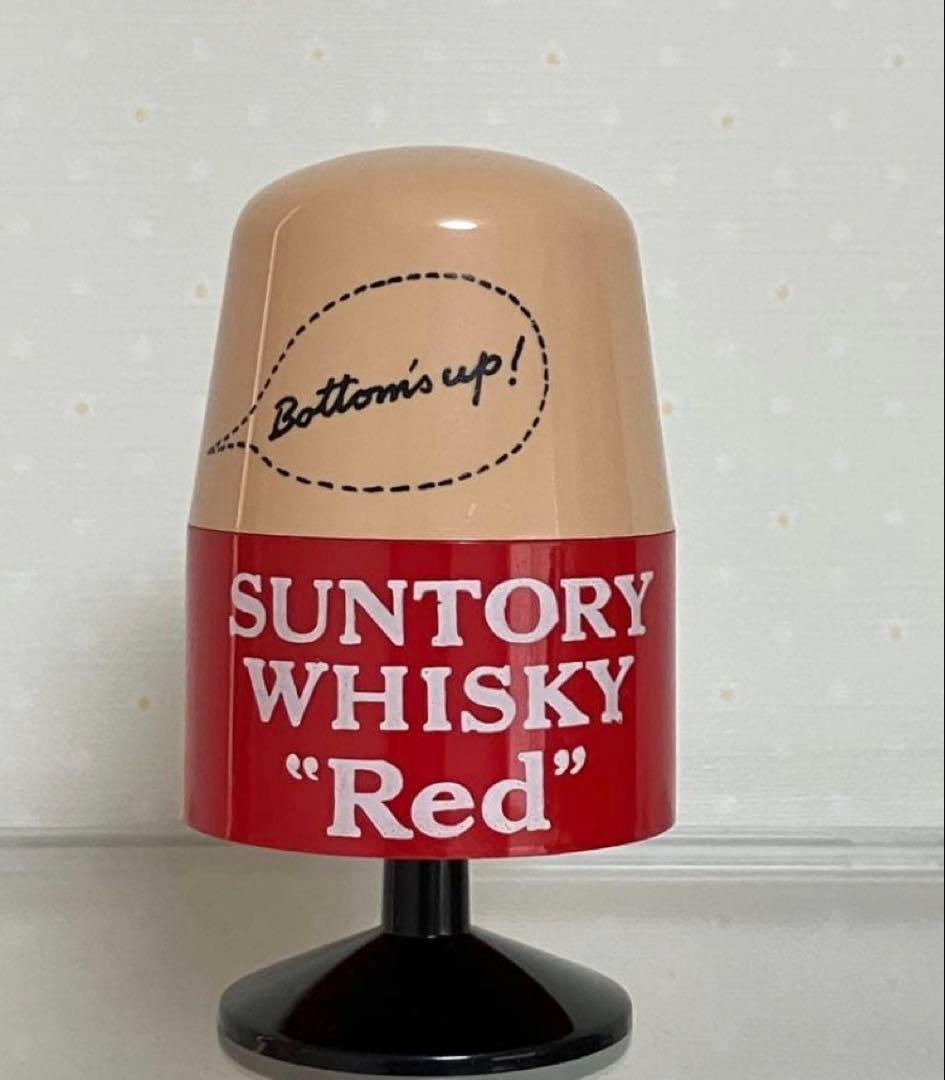 Bottom's up!
SUNTORY
WHISKY
“Red”